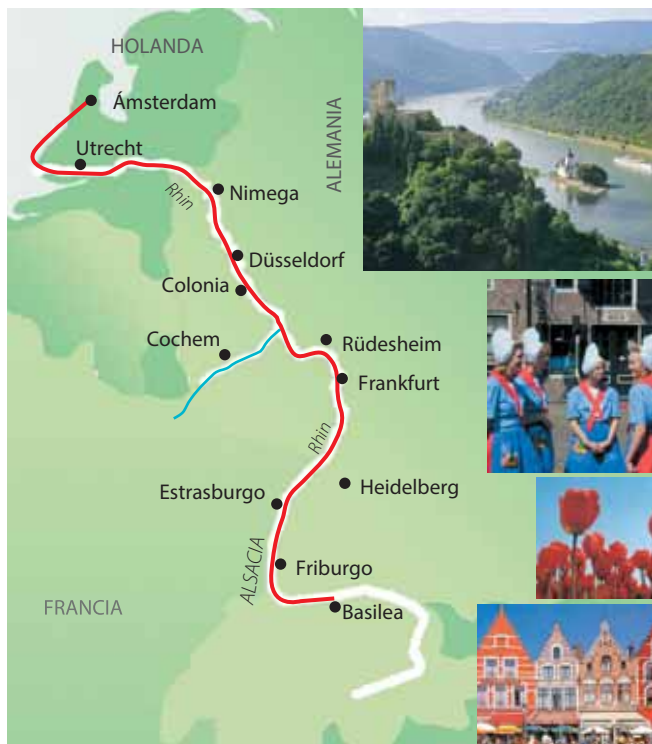 HOLANDA
Ámsterdam
ALEMANIA
Utrecht
Rhin
Nimega
Düsseldorf
Colonia
Cochem
Rüdesheim
Frankfurt
Rhin
Estrasburgo
Heidelberg
ALSACIA
Friburgo
FRANCIA
Basilea